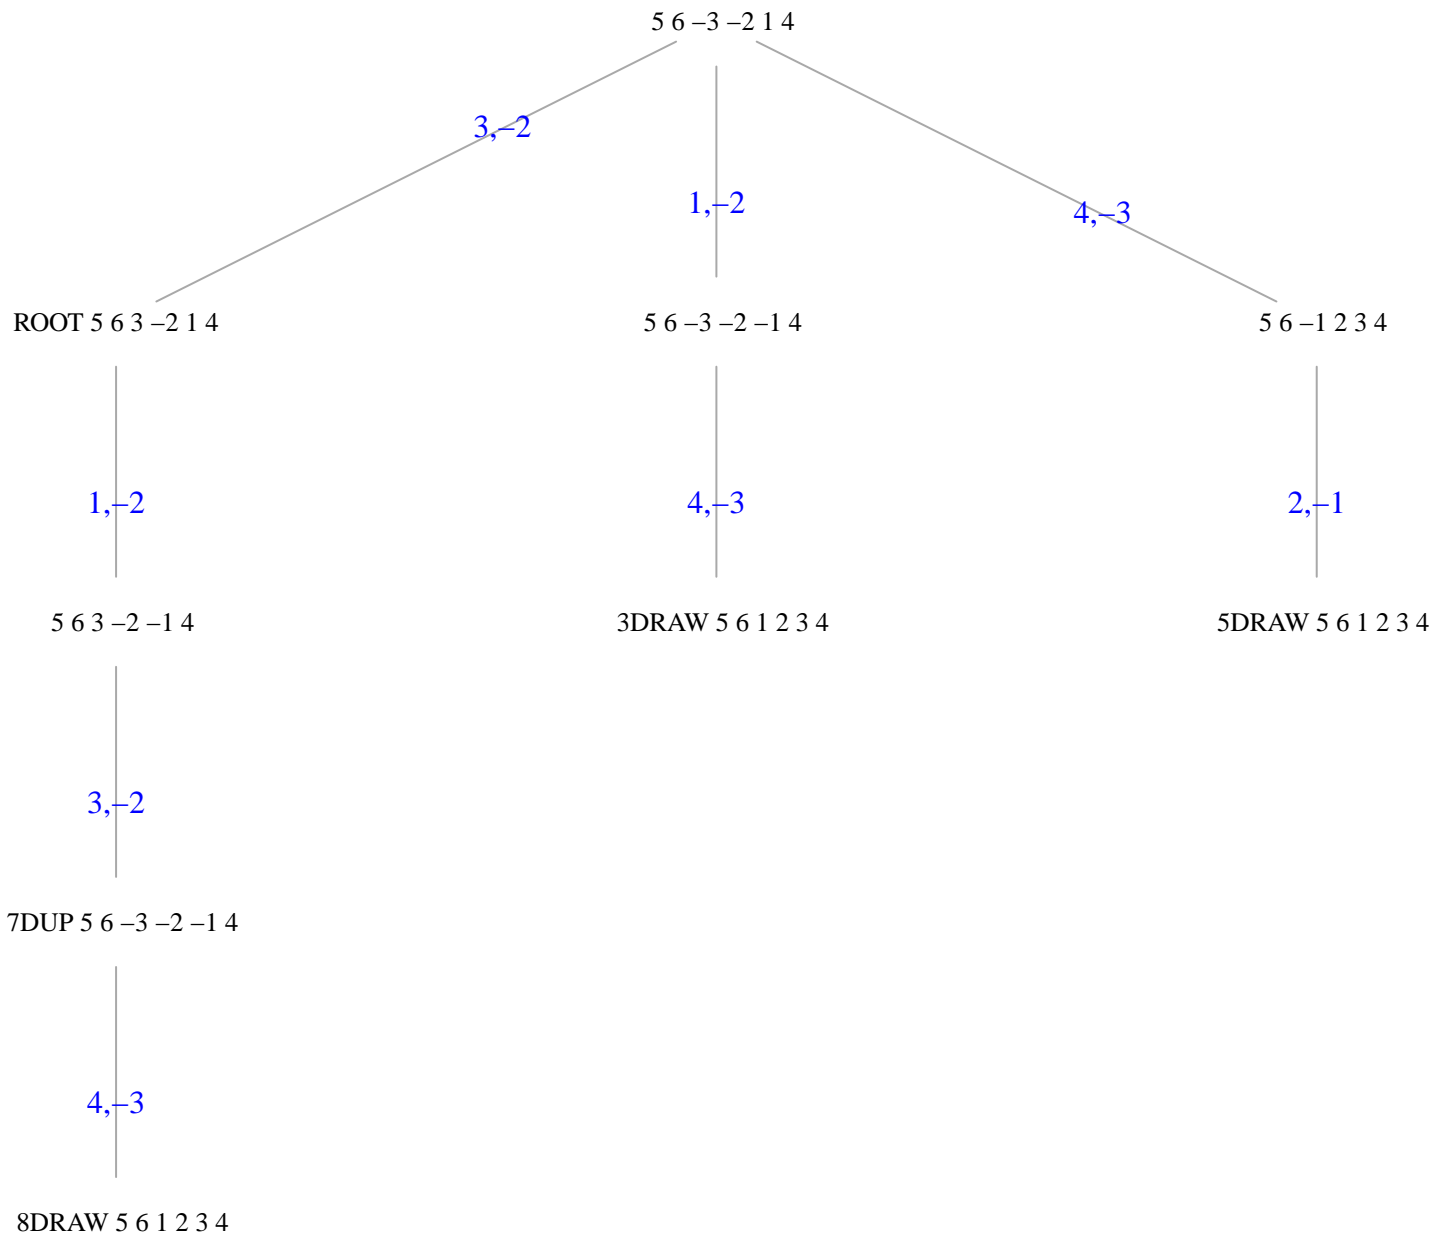 5 6 –3 –2 1 4
3,–2
1,–2
4,–3
ROOT 5 6 3 –2 1 4
5 6 –3 –2 –1 4
5 6 –1 2 3 4
1,–2
4,–3
2,–1
5 6 3 –2 –1 4
3DRAW 5 6 1 2 3 4
5DRAW 5 6 1 2 3 4
3,–2
7DUP 5 6 –3 –2 –1 4
4,–3
8DRAW 5 6 1 2 3 4